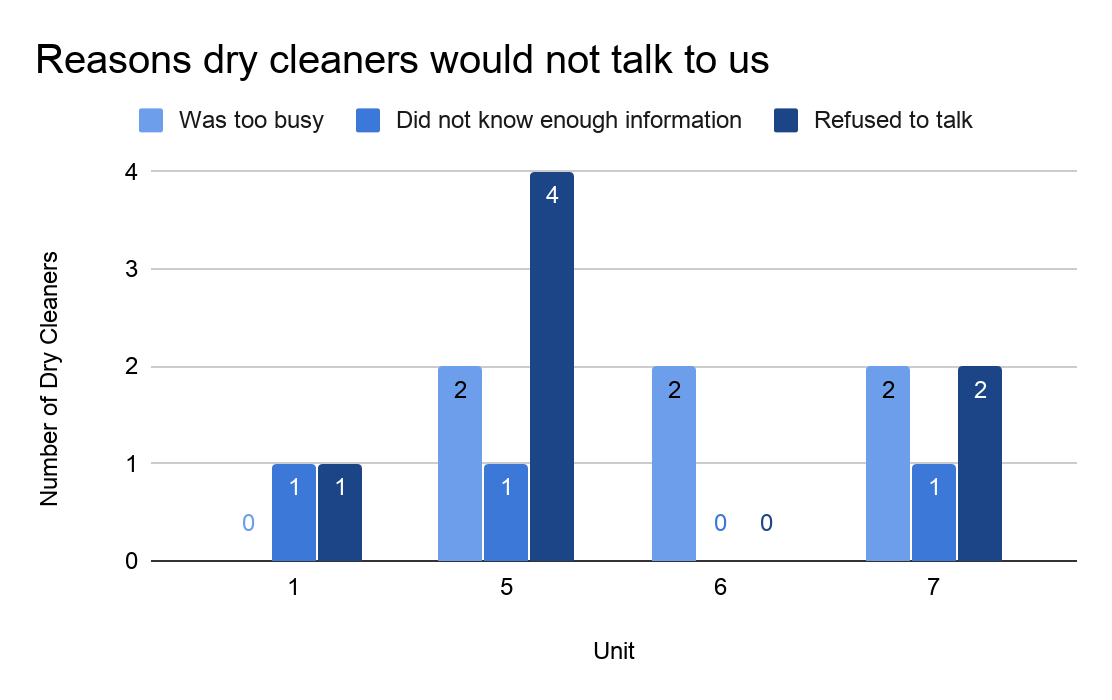 Reasons dry cleaners would not talk to us
Was too busy Did not know enough information Refused to talk
Number of Dry Cleaners
4
3
2
1
0
4
2 2 2 2
1 1 1 1
0 0 0
1 5 6 7
Unit